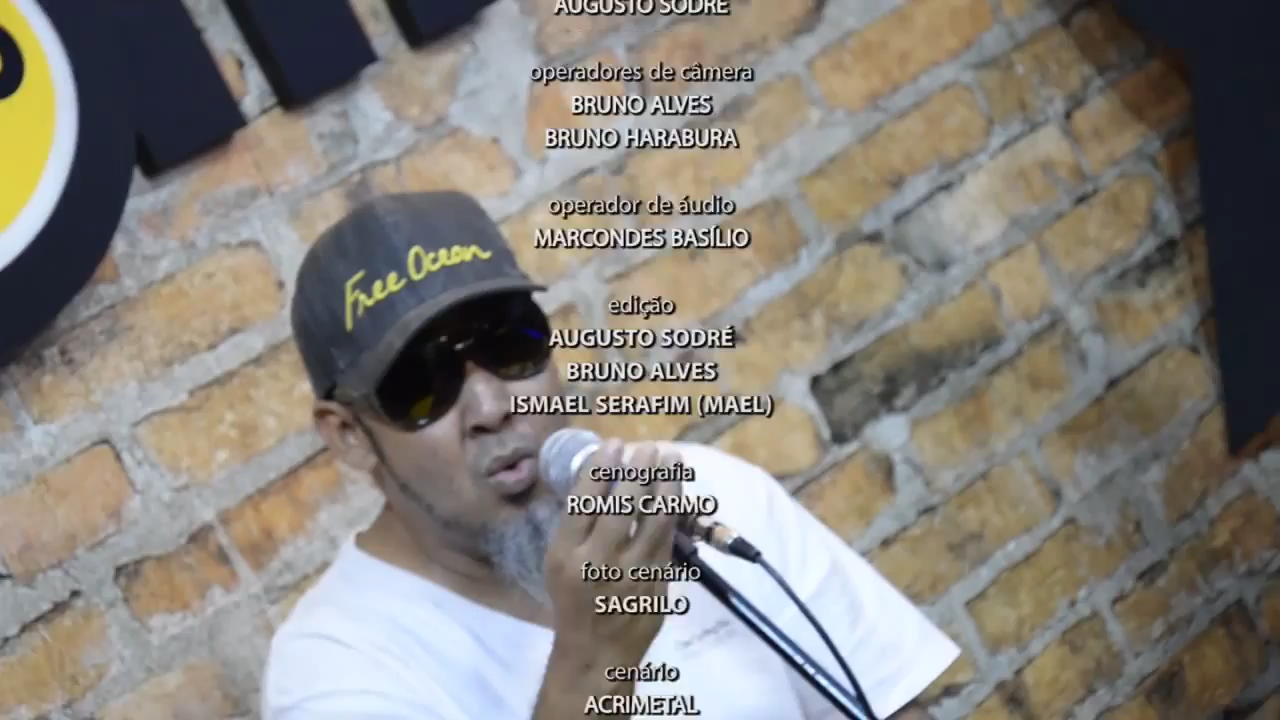 AUGUSTO SODRÉ
operadores de câmera
BRUNO ALVES
BRUNO HARABURA
operador de áudio
MARCONDES BASÍLIO
Free Ocean
edição
AUGUSTO SODRÉ
BRUNO ALVES
ISMAEL SERAFIM (MAEL)
cenografia
ROMIS CARMO
foto cenário
SAGRILO
cenário
ACRIMETAL